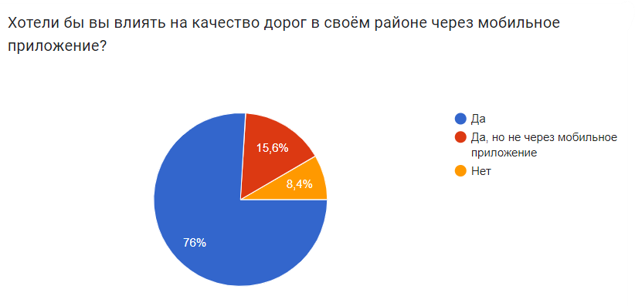 Хотели бы вы влиять на качество дорог в своём районе через мобильное
приложение?
15,6%
8,4%
76%
Да
Да, но не через мобильное
приложение
Нет